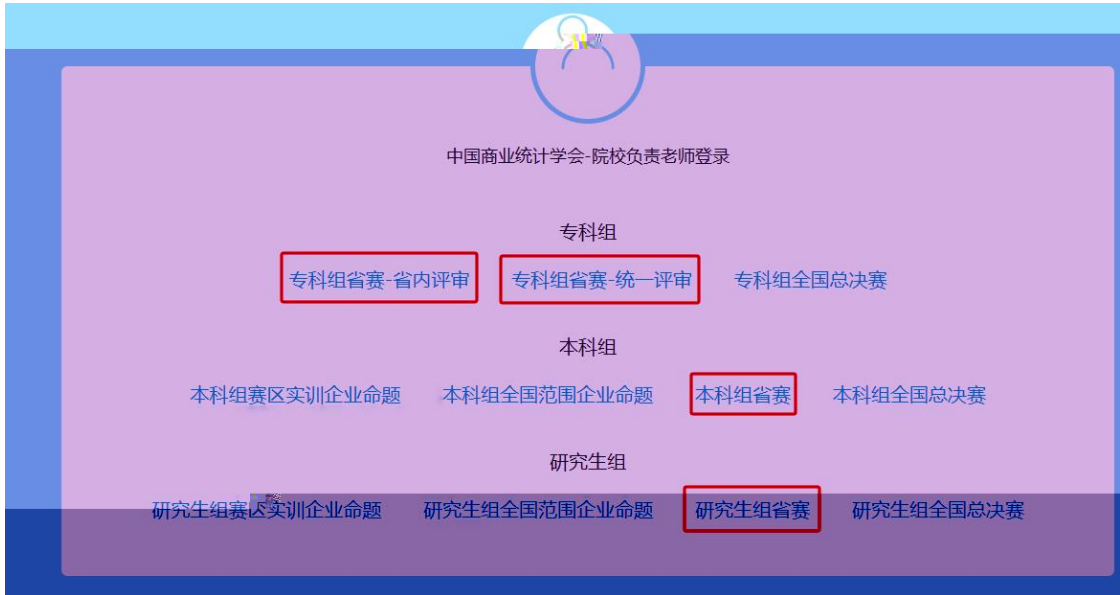 中国商业统计学会-院校负责老师登录
专科组
专科组省赛-省内评审 专科组省赛-统一评审 专科组全国总决赛
本科组
本科组赛区实训企业命题 本科组全国范围企业命题 本科组省赛 本科组全国总决赛
研究生组
研究生组赛区实训企业命题 研究生组全国范围企业命题 研究生组省赛 研究生组全国总决赛